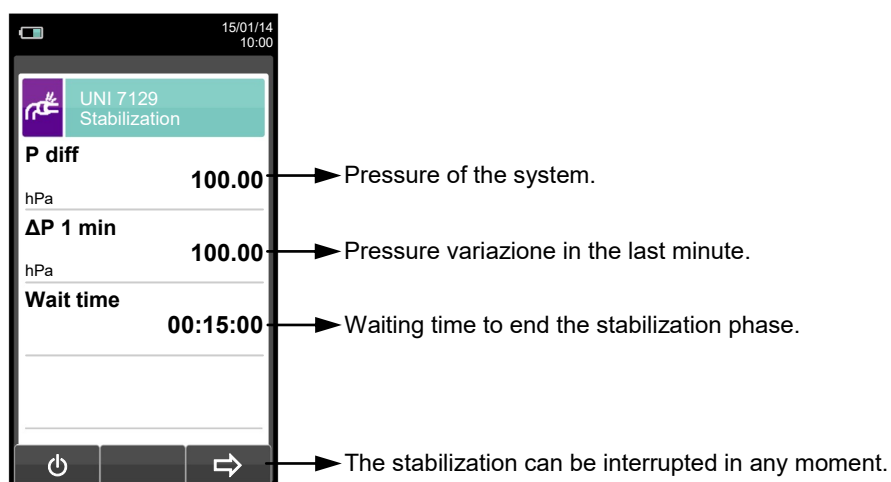 15/01/14
10:00
UNI 7129
Stabilization
P diff
100.00
hPa
Pressure of the system.
ΔP 1 min
100.00
hPa
Pressure variazione in the last minute.
Wait time
00:15:00
Waiting time to end the stabilization phase.
The stabilization can be interrupted in any moment.